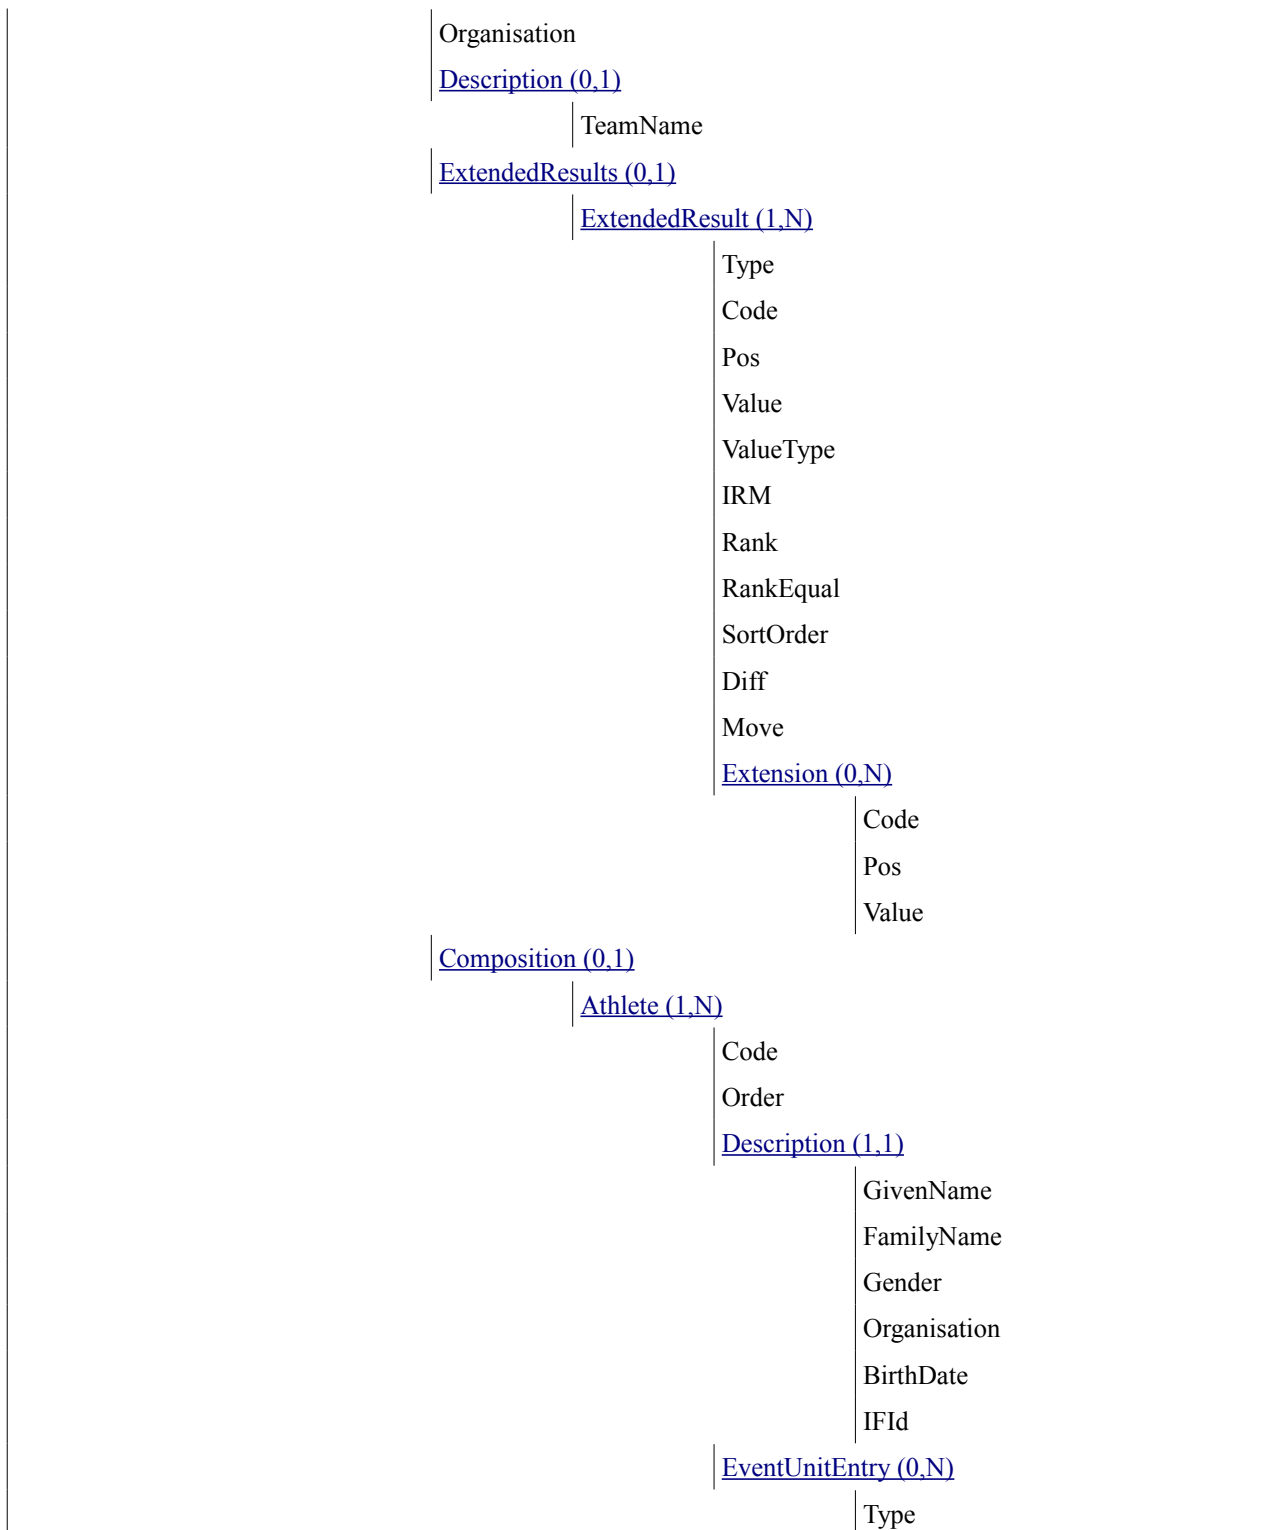 Organisation
Description (0,1)
TeamName
ExtendedResults (0,1)
ExtendedResult (1,N)
Type
Code
Pos
Value
ValueType
IRM
Rank
RankEqual
SortOrder
Diff
Move
Extension (0,N)
Code
Pos
Value
Composition (0,1)
Athlete (1,N)
Code
Order
Description (1,1)
GivenName
FamilyName
Gender
Organisation
BirthDate
IFId
EventUnitEntry (0,N)
Type